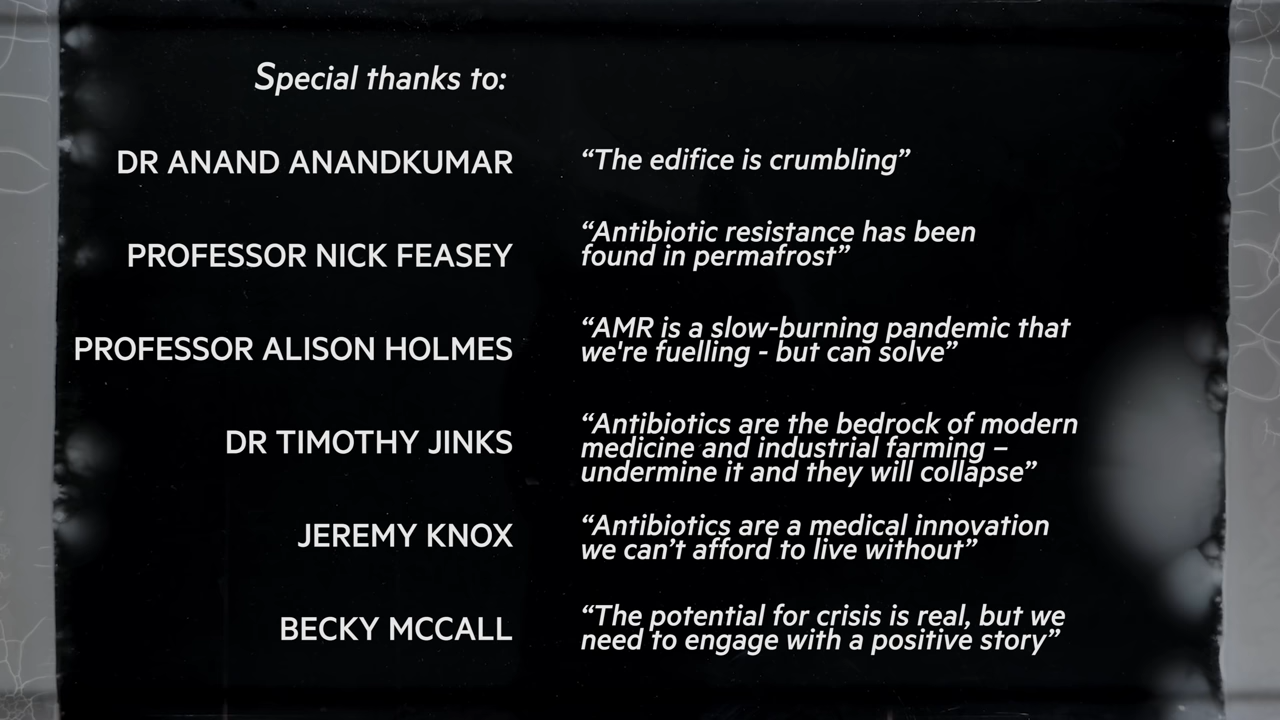 Special thanks to:
DR ANAND ANANDKUMAR
“The edifice is crumbling”
PROFESSOR NICK FEASEY
“Antibiotic resistance has been
found in permafrost”
PROFESSOR ALISON HOLMES
“AMR is a slow-burning pandemic that
we're fuelling - but can solve”
DR TIMOTHY JINKS
“Antibiotics are the bedrock of modern
medicine and industrial farming –
undermine it and they will collapse”
JEREMY KNOX
“Antibiotics are a medical innovation
we can’t afford to live without”
BECKY MCCALL
“The potential for crisis is real, but we
need to engage with a positive story”